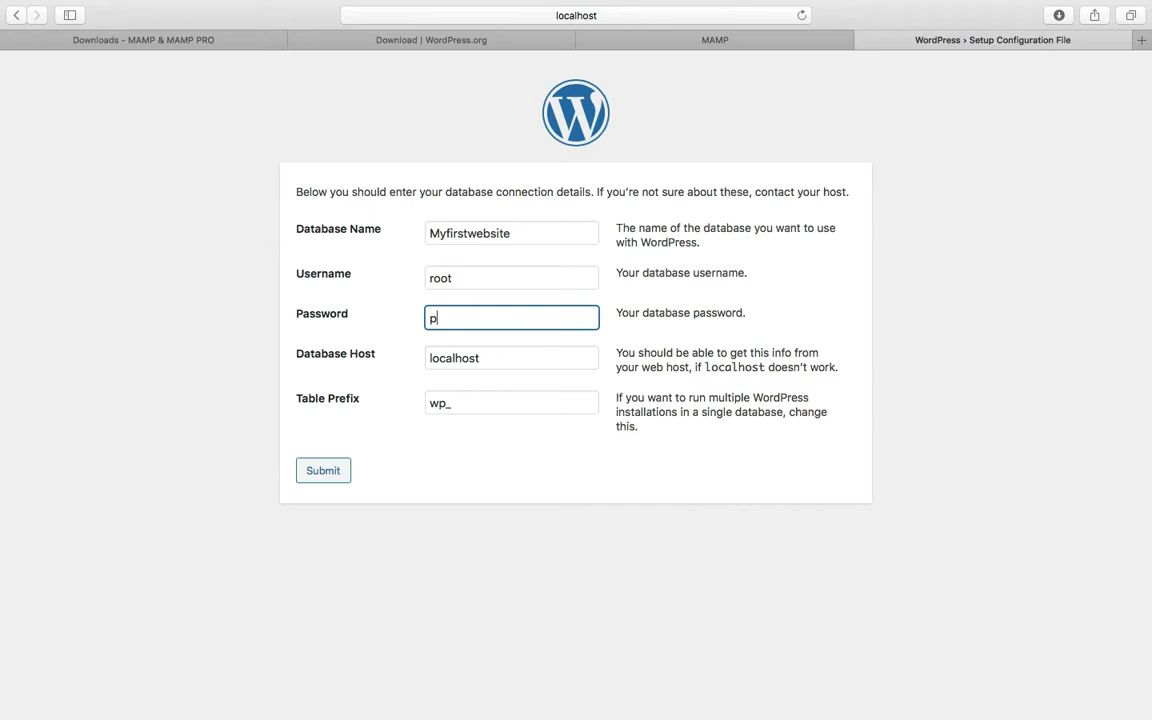 localhost
Downloads - MAMP & MAMP PRO
Download | WordPress.org
MAMP
WordPress › Setup Configuration File
W
Below you should enter your database connection details. If you're not sure about these, contact your host.
Database Name
Myfirstwebsite
The name of the database you want to use
with WordPress.
Username
root
Your database username.
Password
p
Your database password.
Database Host
localhost
You should be able to get this info from
your web host, if localhost doesn't work.
Table Prefix
wp_
If you want to run multiple WordPress
installations in a single database, change
this.
Submit